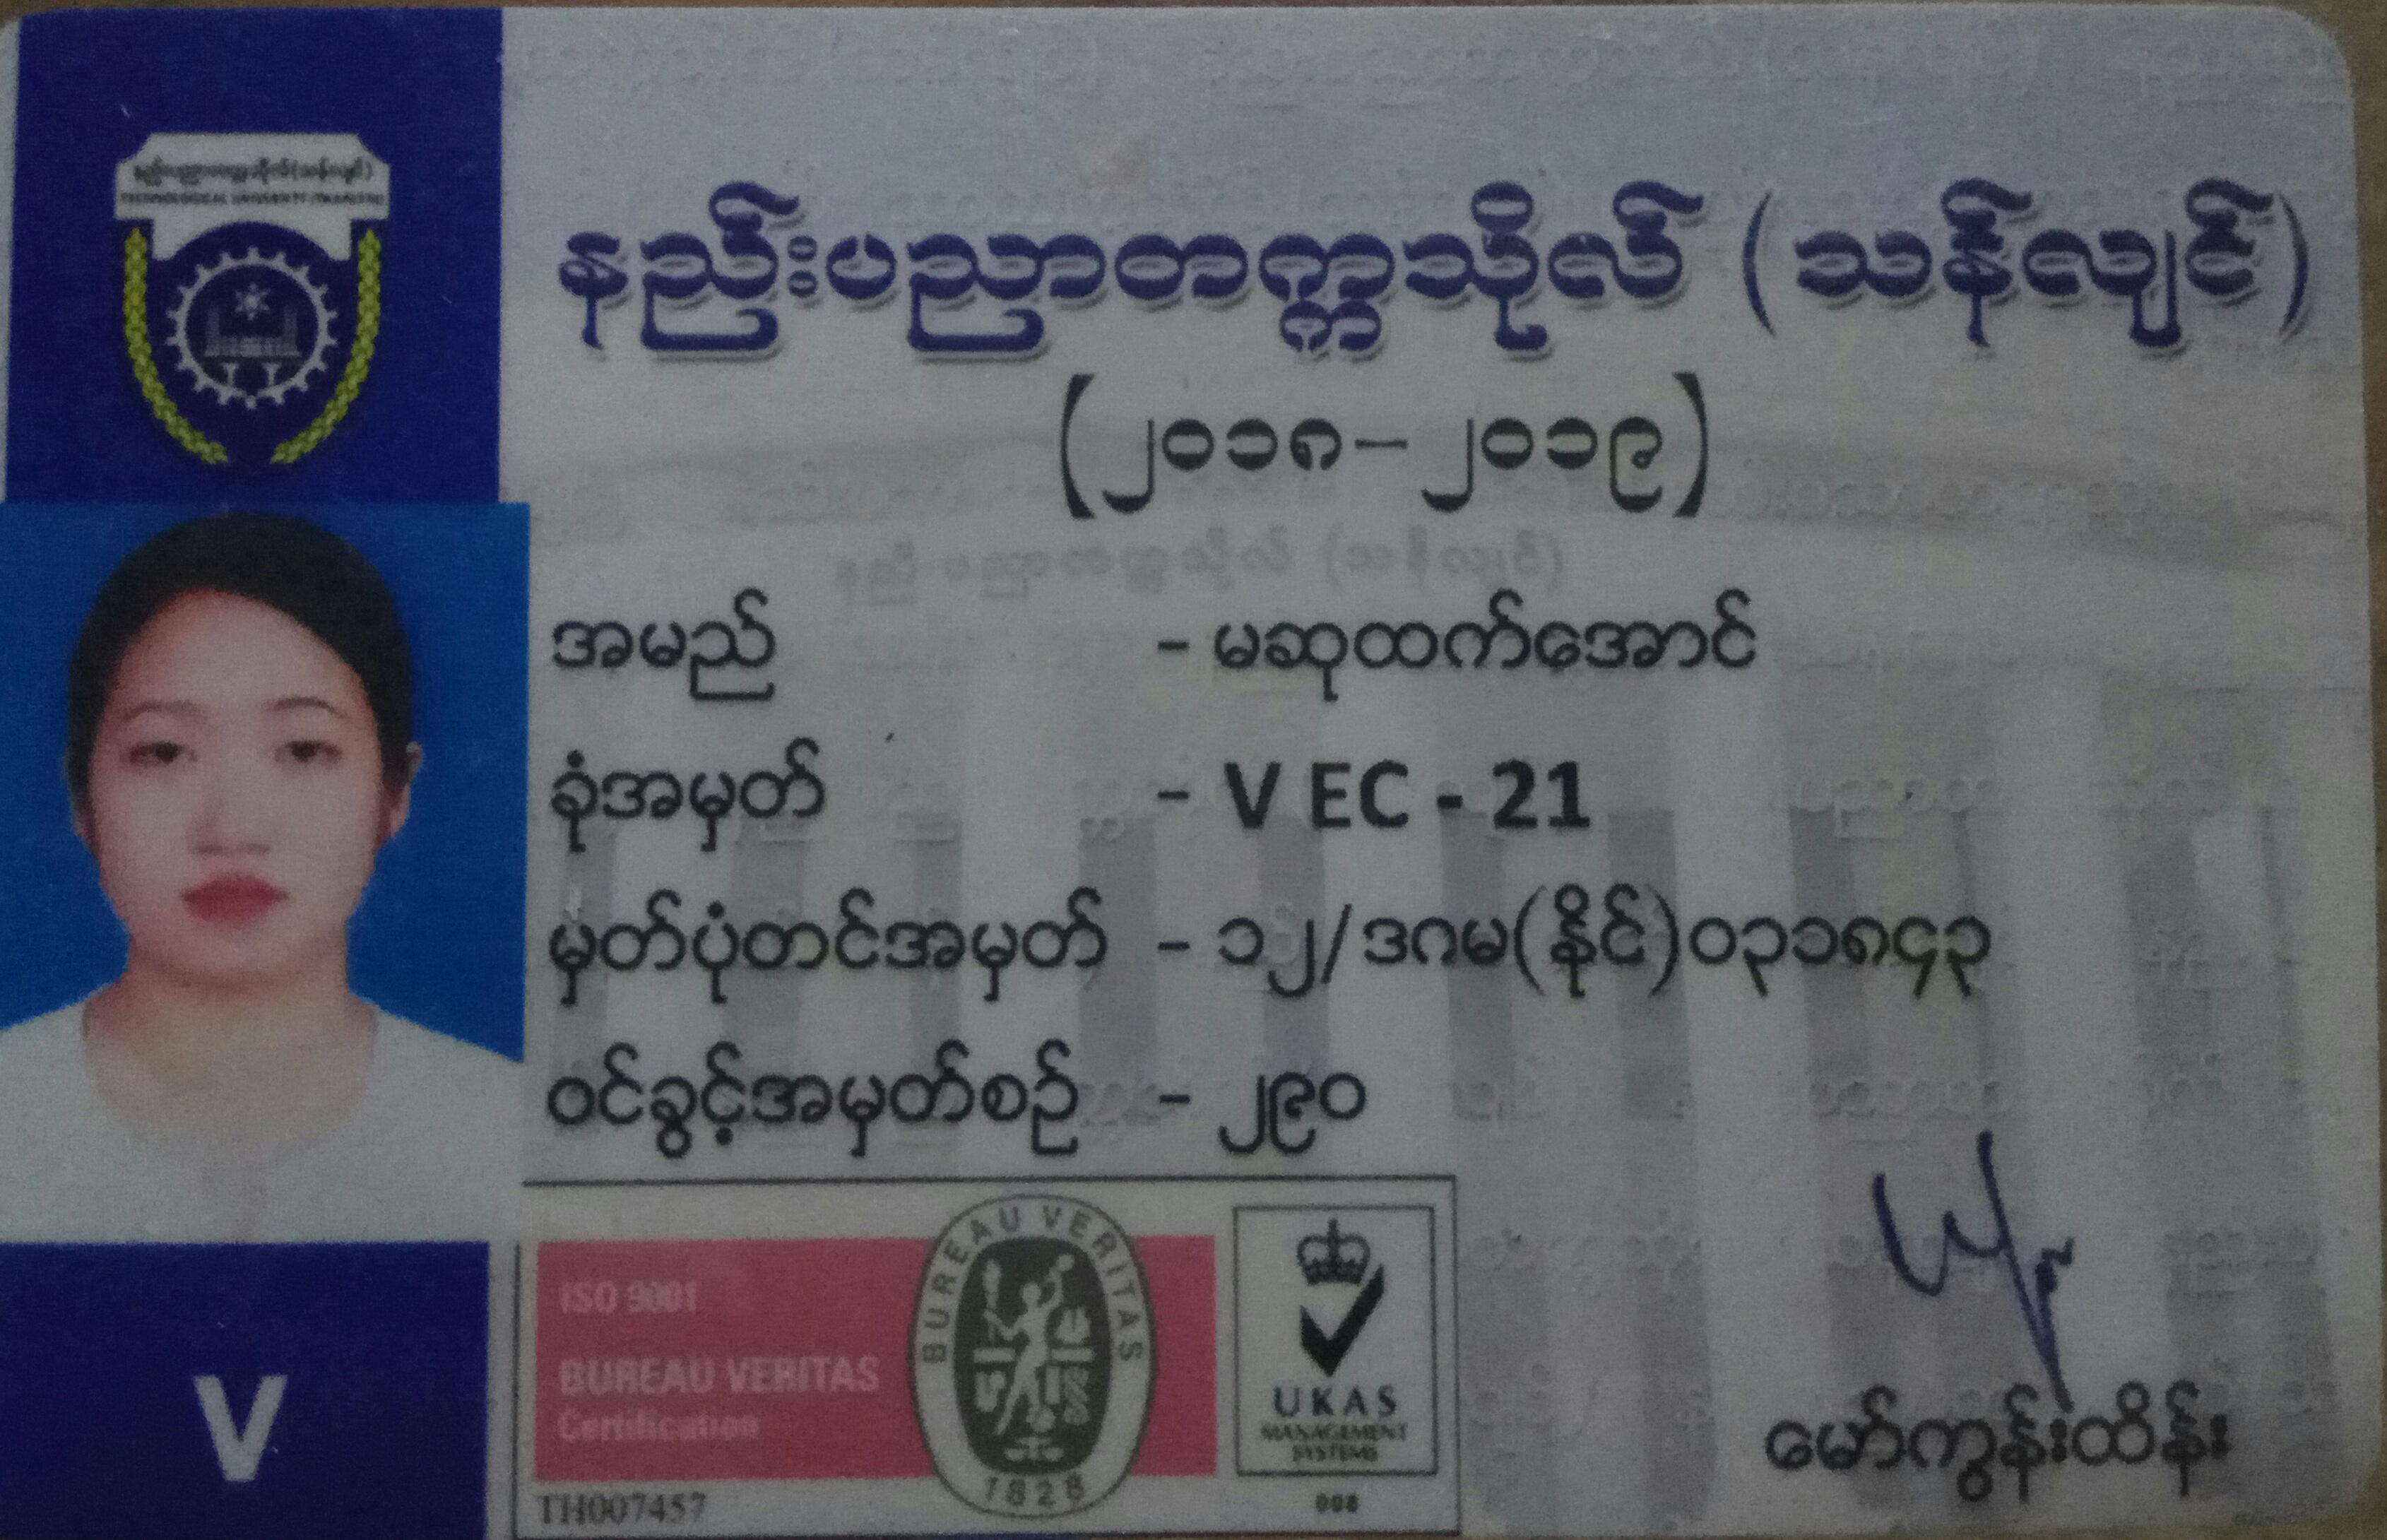 နည်းပညာတက္ကသိုလ်(သန်လျင်)
TECHNOLOGICAL UNIVERSITY (THANLYIN)
နည်းပညာတက္ကသိုလ် (သန်လျင်)
(၂၀၁၈–၂၀၁၉)
အမည် - မဆုထက်အောင်
ခုံအမှတ် - V EC - 21
မှတ်ပုံတင်အမှတ် - ၁၂/ဒဂမ(နိုင်)၀၃၁၈၄၃
ဝင်ခွင့်အမှတ်စဉ် - ၂၉၀
V
ISO 9001
BUREAU VERITAS
Certification
BUREAU VERITAS
1828
UKAS
MANAGEMENT
SYSTEMS
TH007457
008
မော်ကွန်းထိန်း